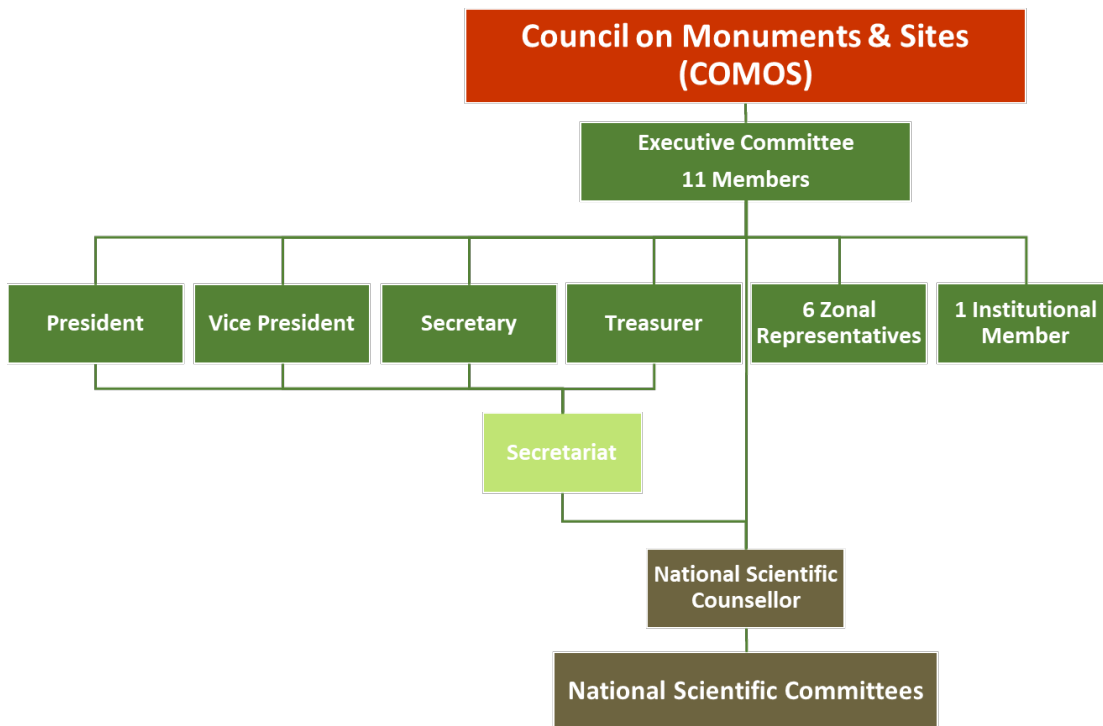 Council on Monuments & Sites
(COMOS)
Executive Committee
11 Members
President
Vice President
Secretary
Treasurer
6 Zonal
Representatives
1 Institutional
Member
Secretariat
National Scientific
Counsellor
National Scientific Committees